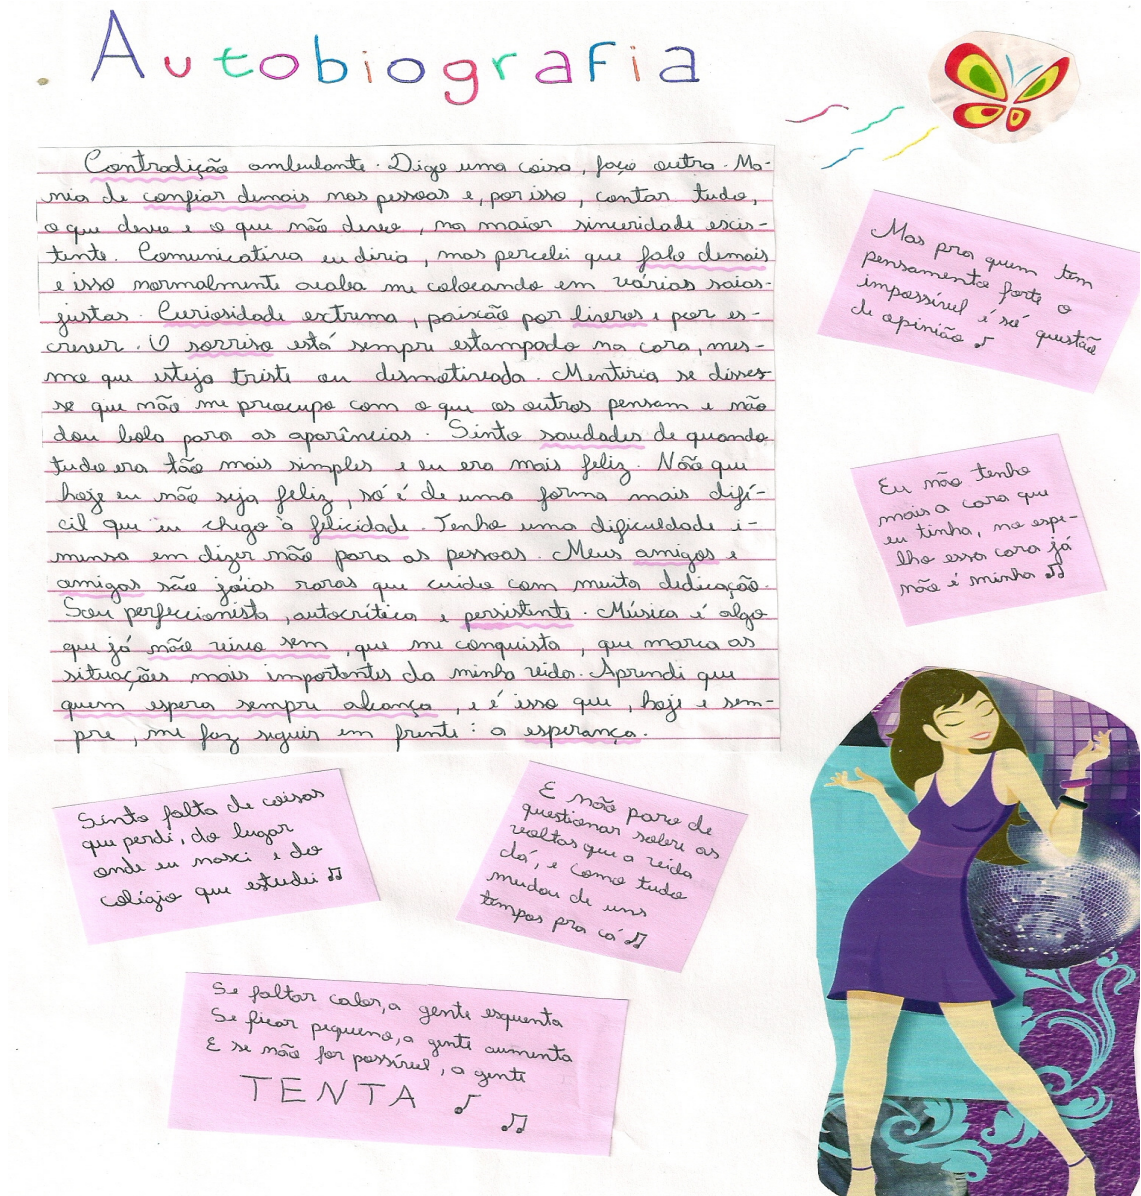 Autobiografia
Contradição ambulante. Digo uma coisa, faço outra. Ma-
nia de confiar demais nas pessoas e, por isso, contar tudo,
o que devo e o que não devo, na maior sinceridade exis-
tente. Comunicativa eu diria, mas percebi que falo demais
e isso normalmente acaba me colocando em várias saias-
justas. Curiosidade extrema, paixão por livros e por es-
crever. O sorriso está sempre estampado na cara, mes-
mo que esteja triste ou desmotivada. Mentiria se disses-
se que não me preocupo com o que os outros pensam e não
dou bola para as aparências. Sinto saudades de quando
tudo era tão mais simples e eu era mais feliz. Não que
hoje eu não seja feliz, só é de uma forma mais difí-
cil que eu chego à felicidade. Tenho uma dificuldade i-
mensa em dizer não para as pessoas. Meus amigos e
amigas são jóias raras que cuido com muita dedicação.
Sou perfeccionista, autocrítica e persistente. Música é algo
que já não vivo sem, que me conquista, que marca as
situações mais importantes da minha vida. Aprendi que
quem espera sempre alcança, e é isso que, hoje e sem-
pre, me faz seguir em frente: a esperança.
Mas pra quem tem
pensamento forte o
impossível é só questão
de opinião ♪
Eu não tenho
mais a cara que
eu tinha, no espe-
lho essa cara já
não é minha ♫
Sinto falta de coisas
que perdi, do lugar
onde eu nasci e do
colégio que estudei ♫
E não paro de
questionar sobre as
voltas que a vida
dá, e como tudo
mudou de uns
tempos pra cá ♫
Se faltar calor, a gente esquenta
Se ficar pequeno, a gente aumenta
E se não for possível, a gente
TENTA ♪ ♫